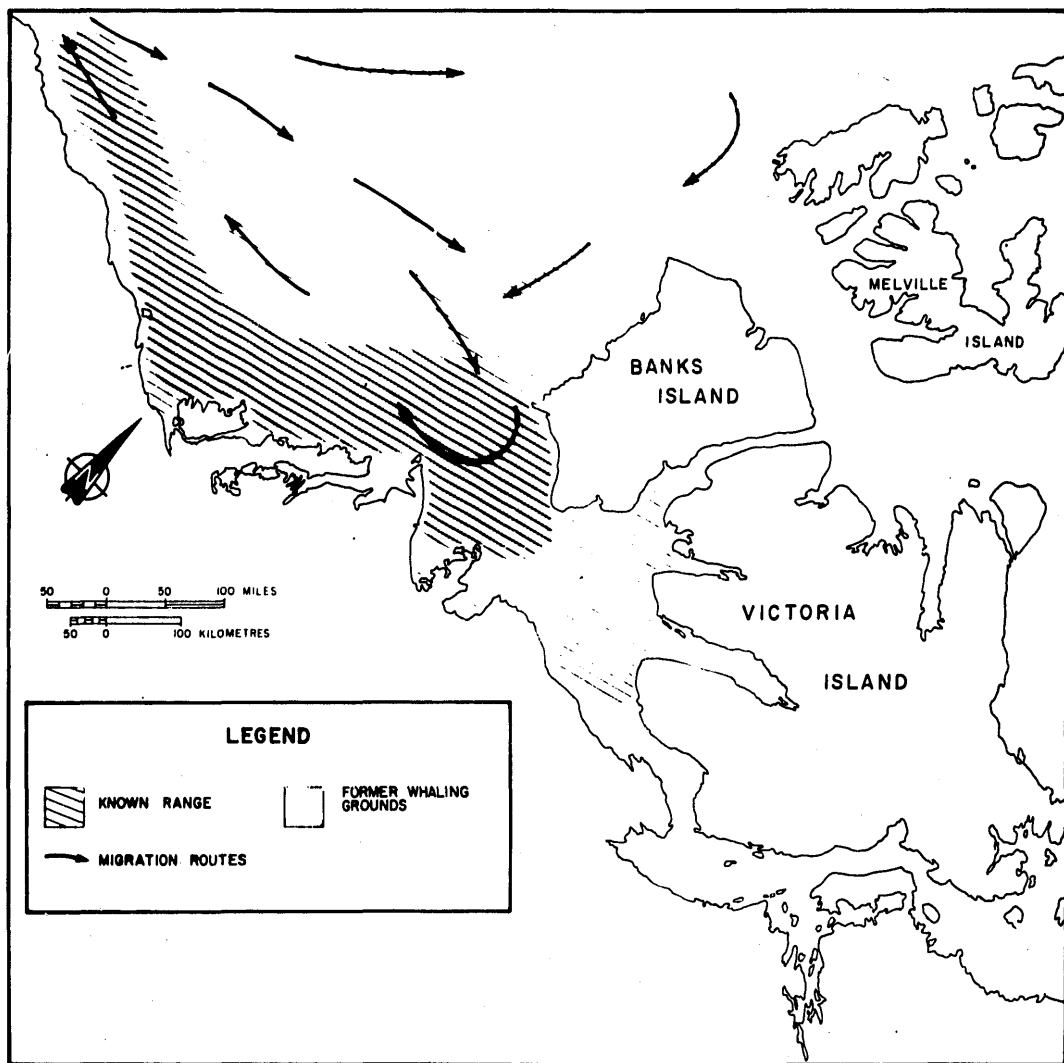 MELVILLE
ISLAND
BANKS
ISLAND
N
50 0 50 100 MILES
50 0 100 KILOMETRES
VICTORIA
ISLAND
LEGEND
KNOWN RANGE
FORMER WHALING
GROUNDS
MIGRATION ROUTES